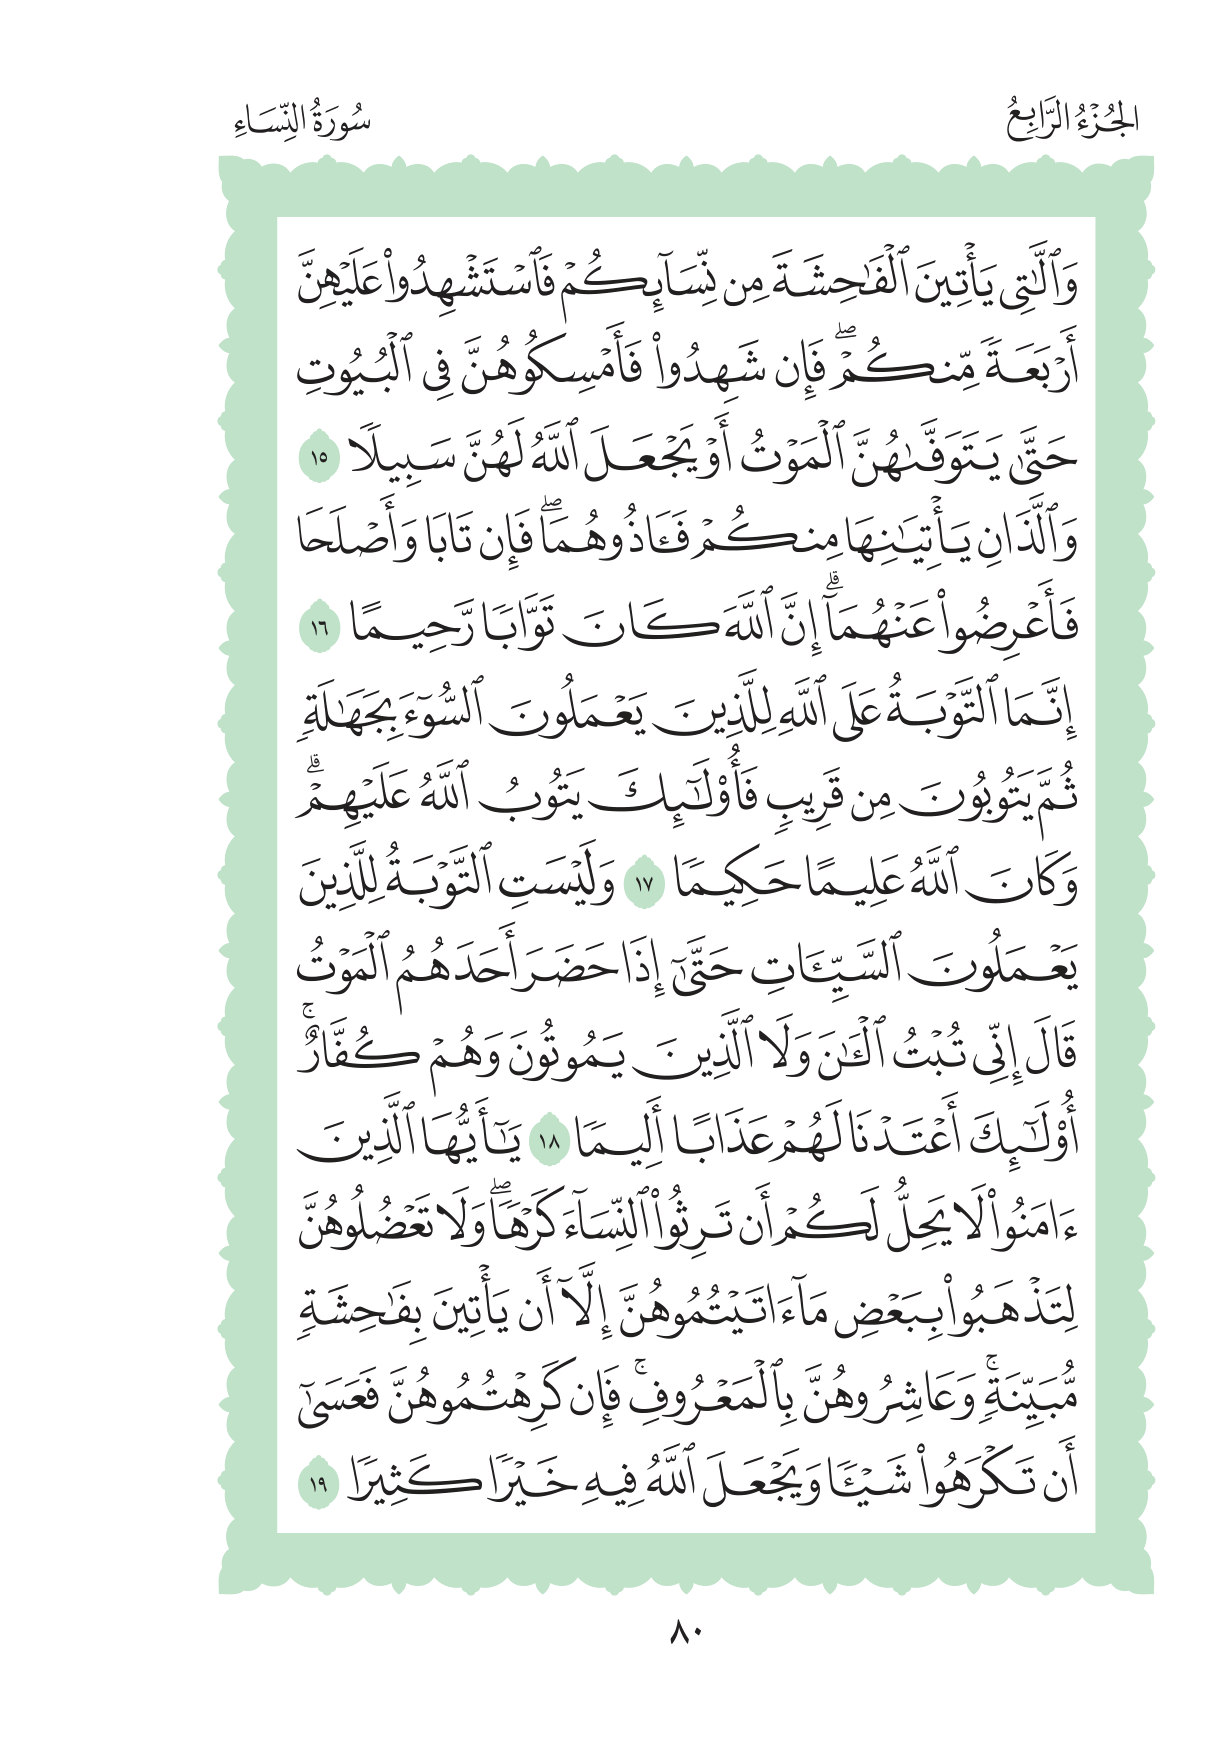 الجُزْءُ الرَّابِعُ
سُورَةُ النِّسَاءِ
وَٱلَّٰتِي يَأۡتِينَ ٱلۡفَٰحِشَةَ مِن نِّسَآئِكُمۡ فَٱسۡتَشۡهِدُواْ عَلَيۡهِنَّ
أَرۡبَعَةٗ مِّنكُمۡۖ فَإِن شَهِدُواْ فَأَمۡسِكُوهُنَّ فِي ٱلۡبُيُوتِ
حَتَّىٰ يَتَوَفَّىٰهُنَّ ٱلۡمَوۡتُ أَوۡ يَجۡعَلَ ٱللَّهُ لَهُنَّ سَبِيلٗا ١٥
وَٱلَّذَانِ يَأۡتِيَٰنِهَا مِنكُمۡ فَـَٔاذُوهُمَاۖ فَإِن تَابَا وَأَصۡلَحَا
فَأَعۡرِضُواْ عَنۡهُمَآۗ إِنَّ ٱللَّهَ كَانَ تَوَّابٗا رَّحِيمًا ١٦
إِنَّمَا ٱلتَّوۡبَةُ عَلَى ٱللَّهِ لِلَّذِينَ يَعۡمَلُونَ ٱلسُّوٓءَ بِجَهَٰلَةٖ
ثُمَّ يَتُوبُونَ مِن قَرِيبٖ فَأُوْلَٰٓئِكَ يَتُوبُ ٱللَّهُ عَلَيۡهِمۡۗ
وَكَانَ ٱللَّهُ عَلِيمًا حَكِيمٗا ١٧ وَلَيۡسَتِ ٱلتَّوۡبَةُ لِلَّذِينَ
يَعۡمَلُونَ ٱلسَّيِّـَٔاتِ حَتَّىٰٓ إِذَا حَضَرَ أَحَدَهُمُ ٱلۡمَوۡتُ
قَالَ إِنِّي تُبۡتُ ٱلۡـَٰٔنَ وَلَا ٱلَّذِينَ يَمُوتُونَ وَهُمۡ كُفَّارٌۚ
أُوْلَٰٓئِكَ أَعۡتَدۡنَا لَهُمۡ عَذَابًا أَلِيمٗا ١٨ يَٰٓأَيُّهَا ٱلَّذِينَ
ءَامَنُواْ لَا يَحِلُّ لَكُمۡ أَن تَرِثُواْ ٱلنِّسَآءَ كَرۡهٗاۖ وَلَا تَعۡضُلُوهُنَّ
لِتَذۡهَبُواْ بِبَعۡضِ مَآ ءَاتَيۡتُمُوهُنَّ إِلَّآ أَن يَأۡتِينَ بِفَٰحِشَةٖ
مُّبَيِّنَةٖۚ وَعَاشِرُوهُنَّ بِٱلۡمَعۡرُوفِۚ فَإِن كَرِهۡتُمُوهُنَّ فَعَسَىٰٓ
أَن تَكۡرَهُواْ شَيۡـٔٗا وَيَجۡعَلَ ٱللَّهُ فِيهِ خَيۡرٗا كَثِيرٗا ١٩
٨٠